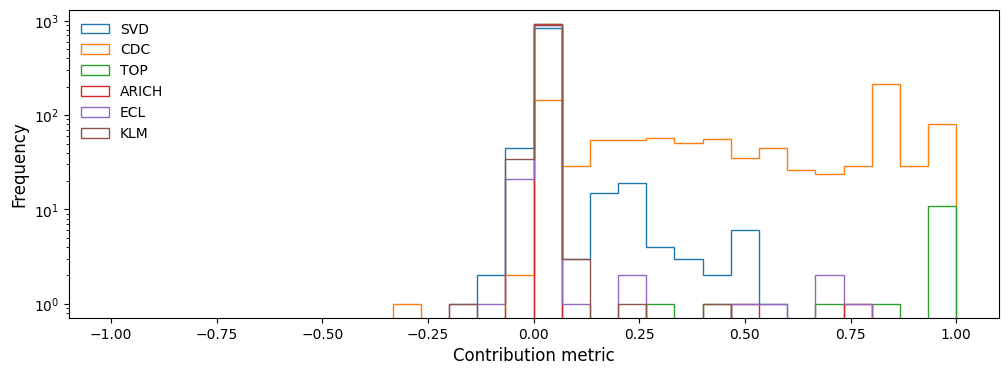 10³
10²
10¹
10⁰
Frequency
SVD
CDC
TOP
ARICH
ECL
KLM
−1.00 −0.75 −0.50 −0.25 0.00 0.25 0.50 0.75 1.00
Contribution metric